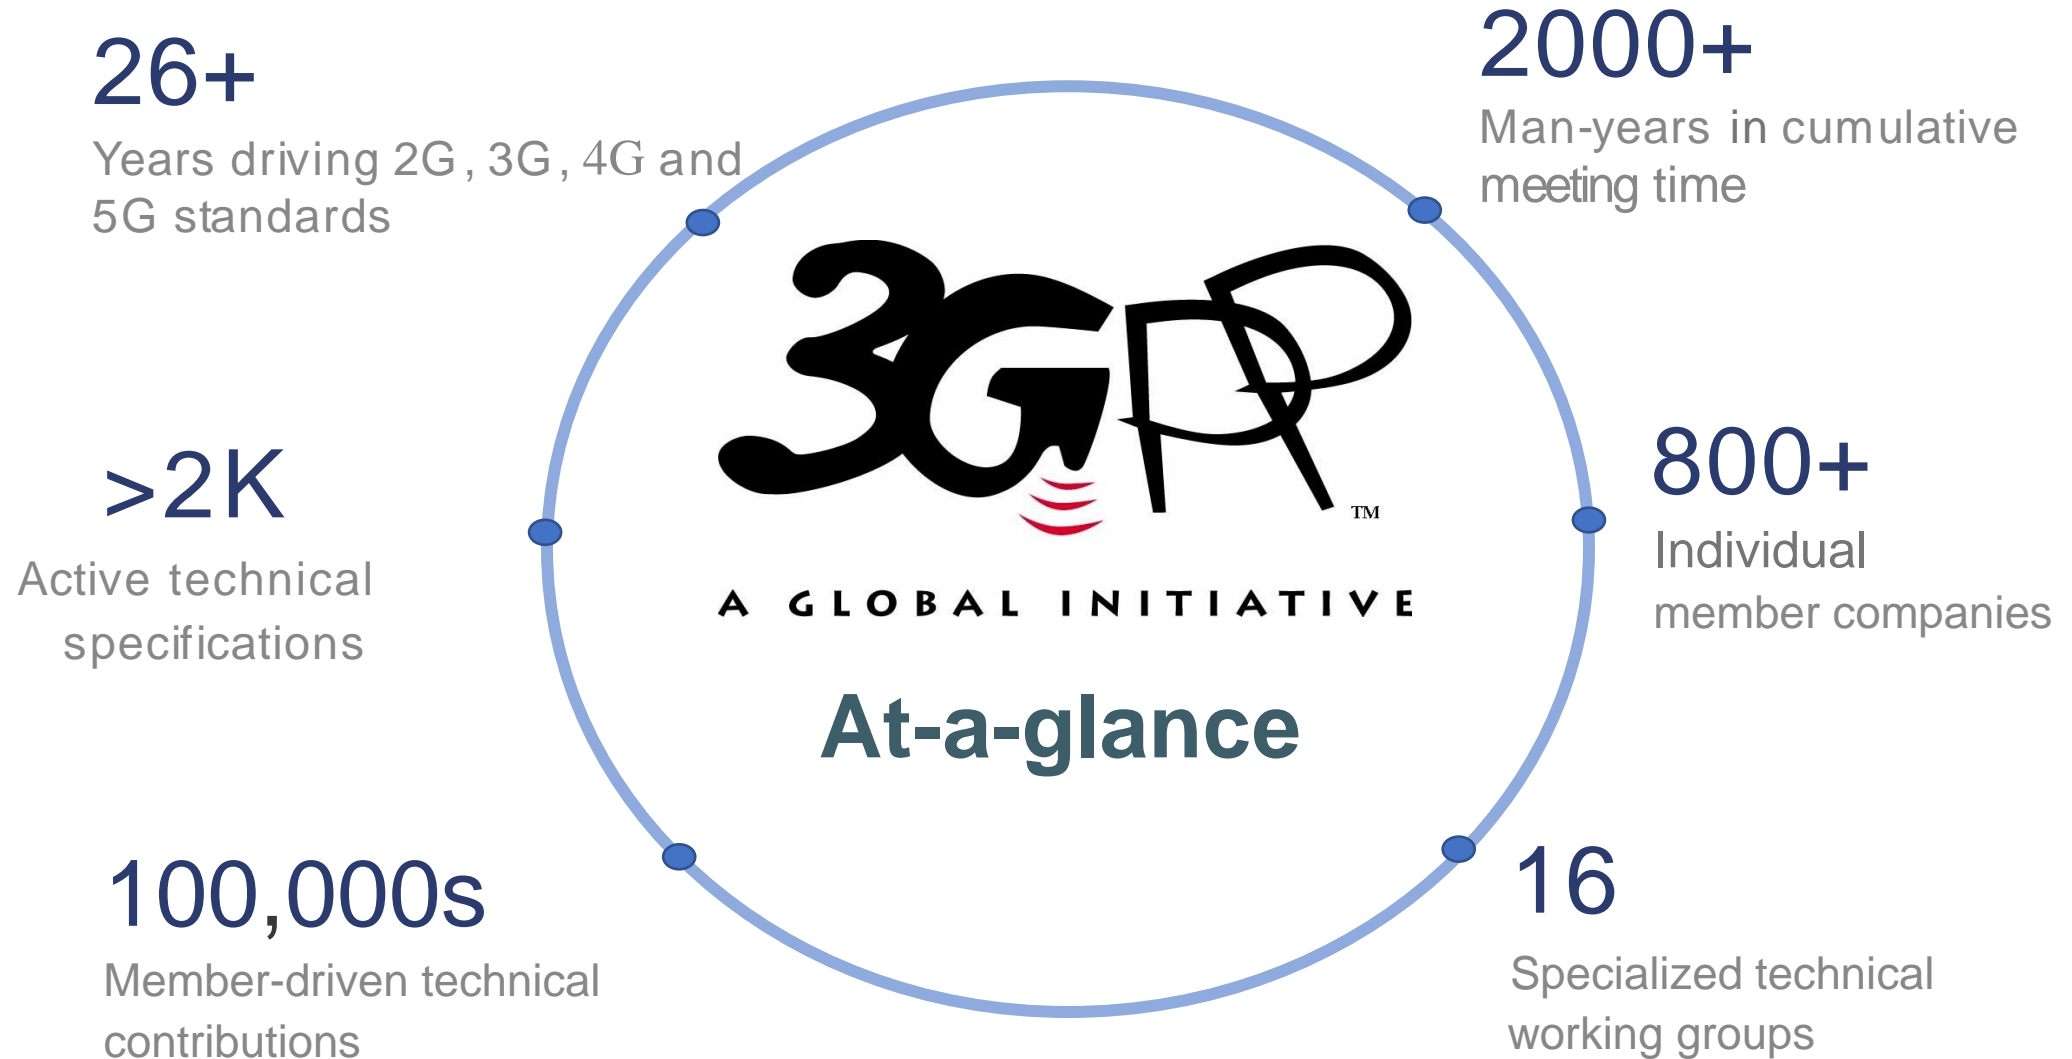 26+
Years driving 2G, 3G, 4G and
5G standards
2000+
Man-years in cumulative
meeting time
3GPP
TM
A GLOBAL INITIATIVE
At-a-glance
>2K
Active technical
specifications
800+
Individual
member companies
100,000s
Member-driven technical
contributions
16
Specialized technical
working groups